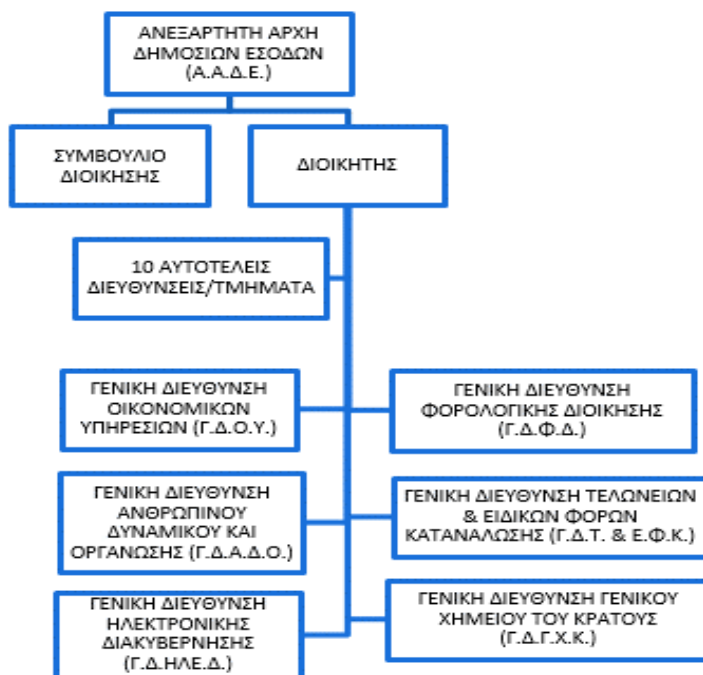 ΑΝΕΞΑΡΤΗΤΗ ΑΡΧΗ
ΔΗΜΟΣΙΩΝ ΕΣΟΔΩΝ
(Α.Α.Δ.Ε.)
ΣΥΜΒΟΥΛΙΟ
ΔΙΟΙΚΗΣΗΣ
ΔΙΟΙΚΗΤΗΣ
10 ΑΥΤΟΤΕΛΕΙΣ
ΔΙΕΥΘΥΝΣΕΙΣ/ΤΜΗΜΑΤΑ
ΓΕΝΙΚΗ ΔΙΕΥΘΥΝΣΗ
ΟΙΚΟΝΟΜΙΚΩΝ
ΥΠΗΡΕΣΙΩΝ (Γ.Δ.Ο.Υ.)
ΓΕΝΙΚΗ ΔΙΕΥΘΥΝΣΗ
ΦΟΡΟΛΟΓΙΚΗΣ ΔΙΟΙΚΗΣΗΣ
(Γ.Δ.Φ.Δ.)
ΓΕΝΙΚΗ ΔΙΕΥΘΥΝΣΗ
ΑΝΘΡΩΠΙΝΟΥ
ΔΥΝΑΜΙΚΟΥ ΚΑΙ
ΟΡΓΑΝΩΣΗΣ (Γ.Δ.Α.Δ.Ο.)
ΓΕΝΙΚΗ ΔΙΕΥΘΥΝΣΗ ΤΕΛΩΝΕΙΩΝ
& ΕΙΔΙΚΩΝ ΦΟΡΩΝ
ΚΑΤΑΝΑΛΩΣΗΣ (Γ.Δ.Τ. & Ε.Φ.Κ.)
ΓΕΝΙΚΗ ΔΙΕΥΘΥΝΣΗ
ΗΛΕΚΤΡΟΝΙΚΗΣ
ΔΙΑΚΥΒΕΡΝΗΣΗΣ
(Γ.Δ.ΗΛΕ.Δ.)
ΓΕΝΙΚΗ ΔΙΕΥΘΥΝΣΗ ΓΕΝΙΚΟΥ
ΧΗΜΕΙΟΥ ΤΟΥ ΚΡΑΤΟΥΣ
(Γ.Δ.Γ.Χ.Κ.)